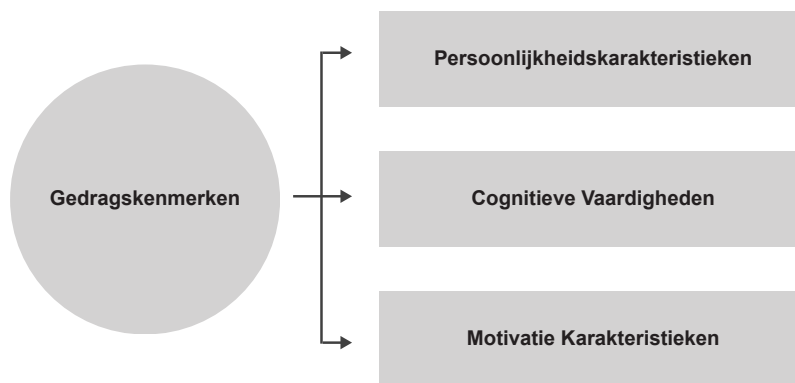 Persoonlijkheidskarakteristieken
Gedragskenmerken
Cognitieve Vaardigheden
Motivatie Karakteristieken